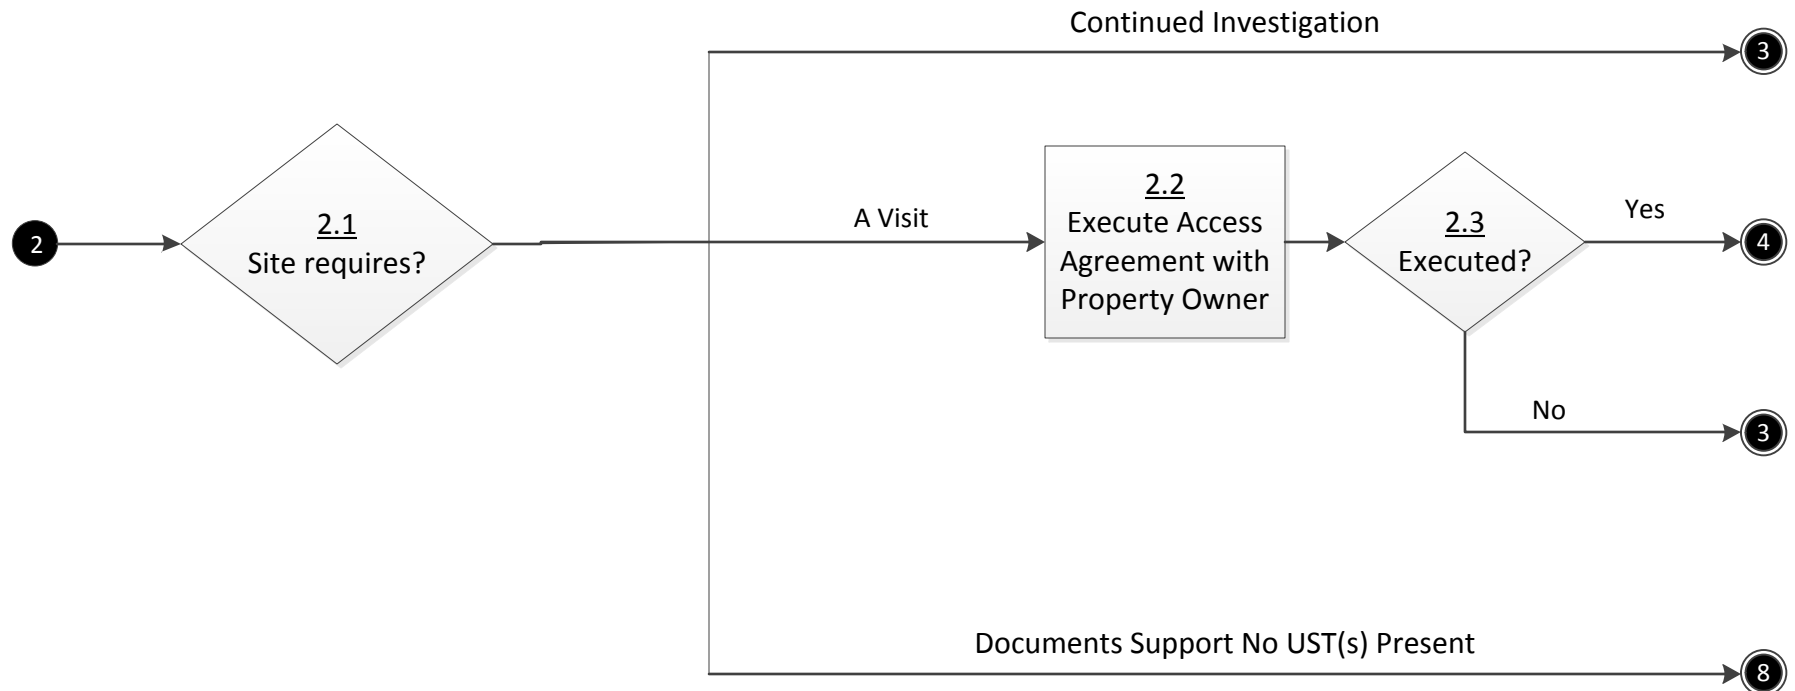 Continued Investigation
3
2
2.1
Site requires?
A Visit
2.2
Execute Access
Agreement with
Property Owner
2.3
Executed?
Yes
4
No
3
Documents Support No UST(s) Present
8